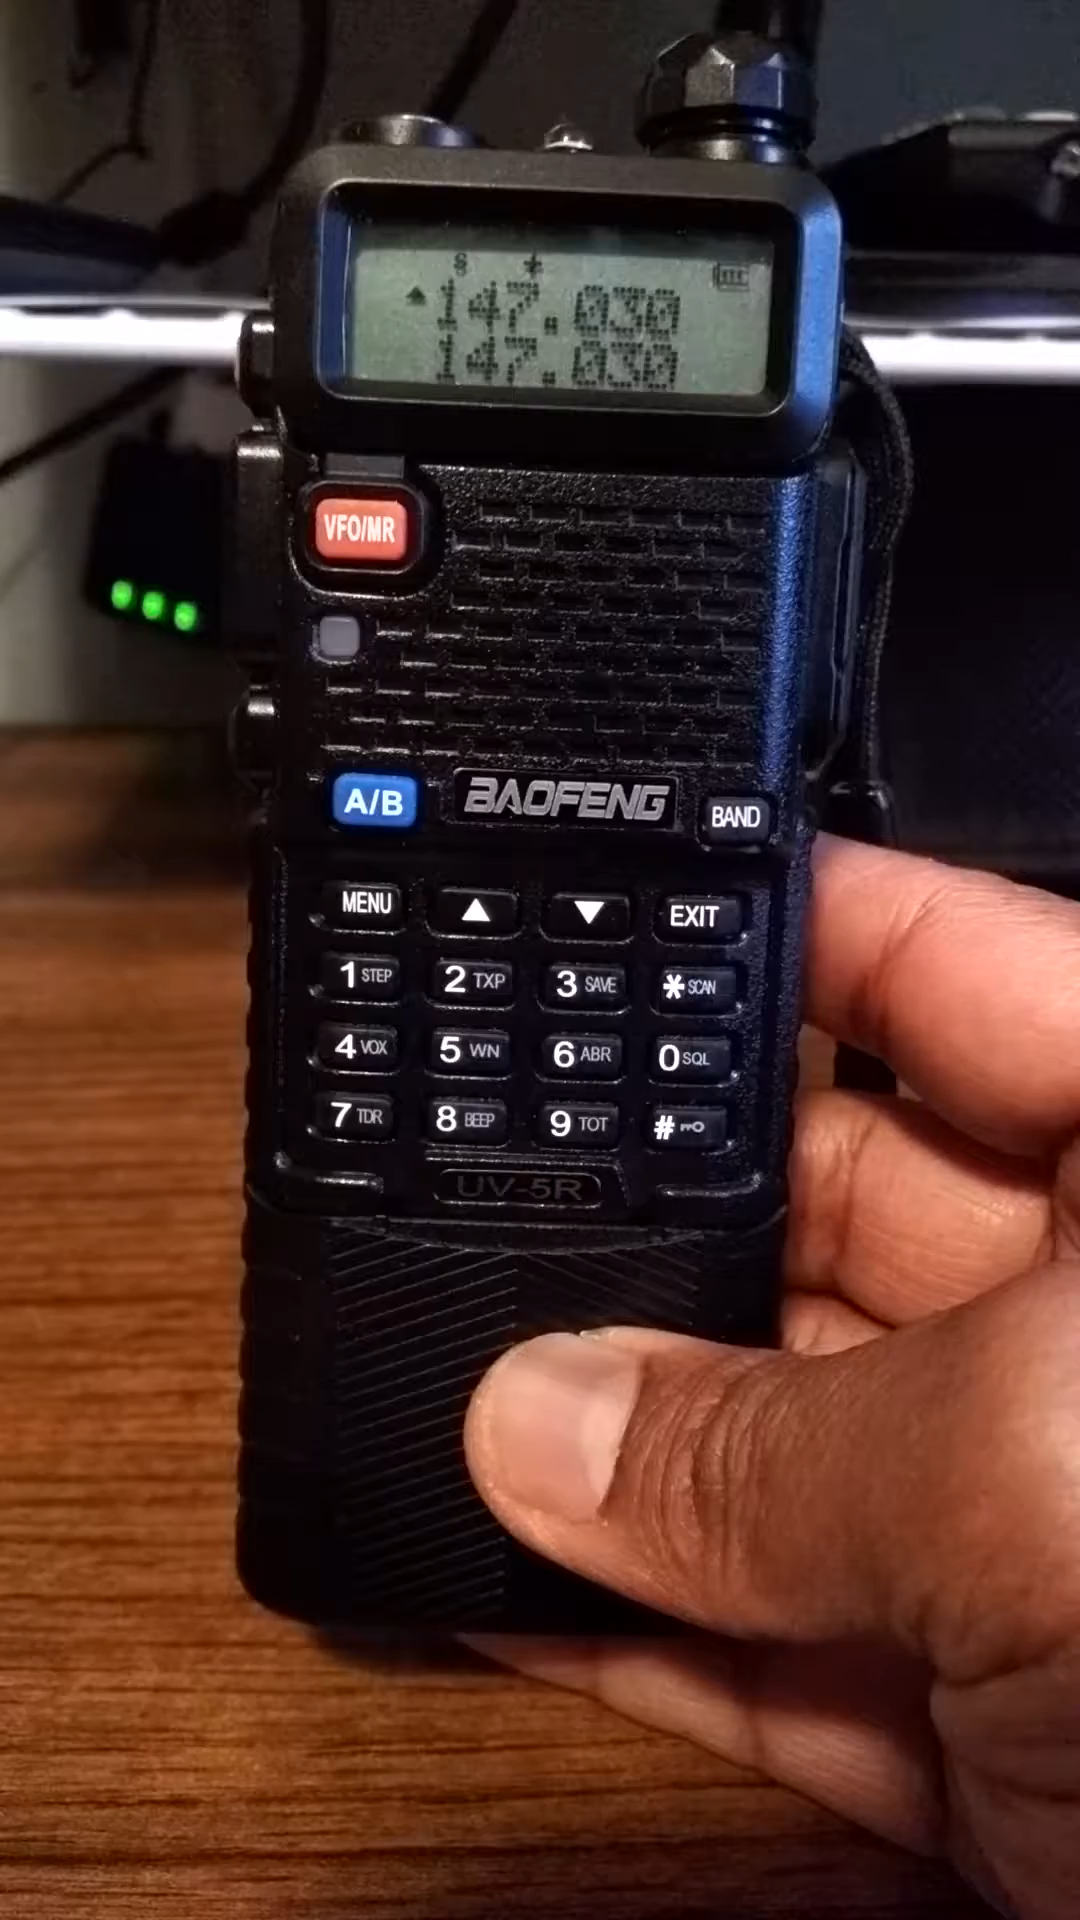 S +
147.030
147.030
VFO/MR
A/B BAOFENG BAND
MENU ▲ ▼ EXIT
1 STEP 2 TXP 3 SAVE * SCAN
4 VOX 5 WN 6 ABR 0 SQL
7 TDR 8 BEEP 9 TOT #
UV-5R